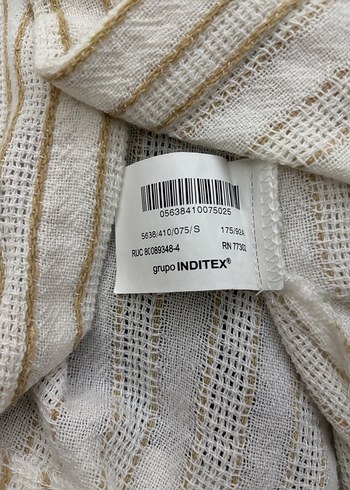 05638410075025
5638/410/075/S 175/92A
RUC 80089348-4 RN 77302
grupo INDITEX®